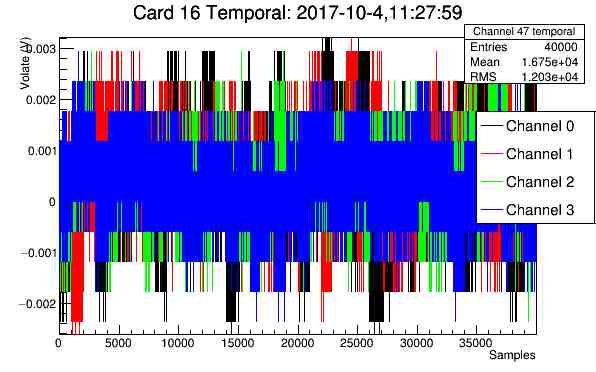 Card 16 Temporal: 2017-10-4,11:27:59
Channel 47 temporal
Entries 40000
Mean 1.675e+04
RMS 1.203e+04
Volate (V)
0.003
0.002
0.001
0
−0.001
−0.002
Channel 0
Channel 1
Channel 2
Channel 3
0 5000 10000 15000 20000 25000 30000 35000
Samples